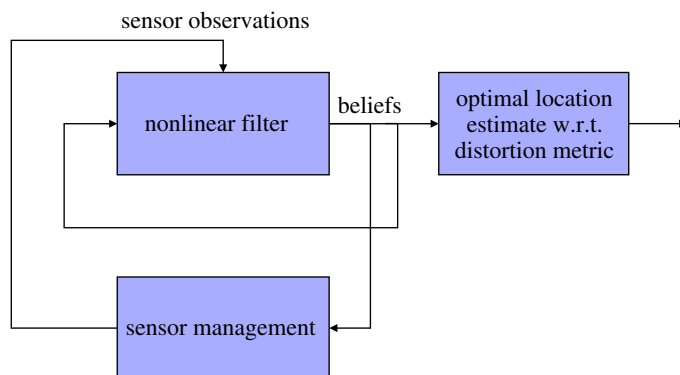 sensor observations
nonlinear filter
beliefs
optimal location
estimate w.r.t.
distortion metric
sensor management